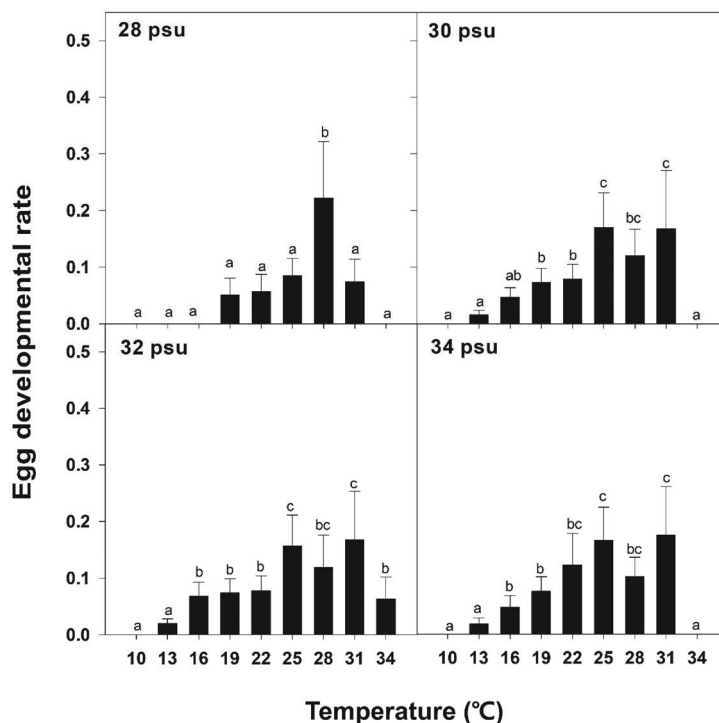 28 psu
30 psu
0.5
0.4
0.3
b
c
c
0.2
bc
a
a
a
a
b
b
ab
0.1
a
a
a
a
a
a
a
0.0
32 psu
34 psu
0.5
0.4
0.3
c
c
c
c
bc
bc
0.2
bc
b
b
b
b
b
b
0.1
a
a
a
a
a
0.0
10 13 16 19 22 25 28 31 34
10 13 16 19 22 25 28 31 34
Egg developmental rate
Temperature (℃)